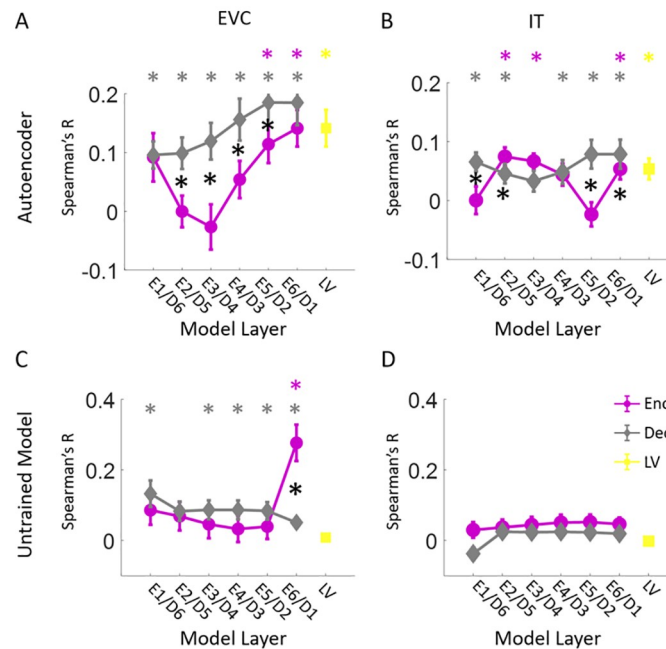 A
EVC
B
IT
Autoencoder
Spearman's R
0.2
0.1
0
-0.1
* * * * * * * * *
* * * *
E1/D6 E2/D5 E3/D4 E4/D3 E5/D2 E6/D1 LV
Model Layer
Spearman's R
0.2
0.1
0
-0.1
* * * *
* * * * *
* * * *
E1/D6 E2/D5 E3/D4 E4/D3 E5/D2 E6/D1 LV
Model Layer
C
D
Untrained Model
Spearman's R
0.4
0.2
0
*
* * * * *
*
E1/D6 E2/D5 E3/D4 E4/D3 E5/D2 E6/D1 LV
Model Layer
Spearman's R
0.4
0.2
0
Enc
Dec
LV
E1/D6 E2/D5 E3/D4 E4/D3 E5/D2 E6/D1 LV
Model Layer